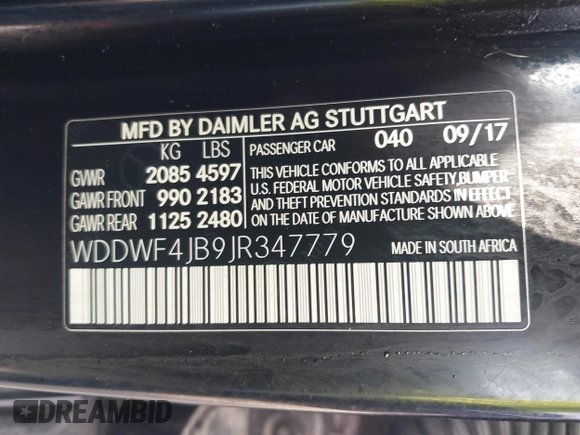 MFD BY DAIMLER AG STUTTGART
KG LBS PASSENGER CAR 040 09/17
GVWR 2085 4597
GAWR FRONT 990 2183
GAWR REAR 1125 2480
THIS VEHICLE CONFORMS TO ALL APPLICABLE
U.S. FEDERAL MOTOR VEHICLE SAFETY, BUMPER
AND THEFT PREVENTION STANDARDS IN EFFECT
ON THE DATE OF MANUFACTURE SHOWN ABOVE.
WDDWF4JB9JR347779 MADE IN SOUTH AFRICA
DREAMBID